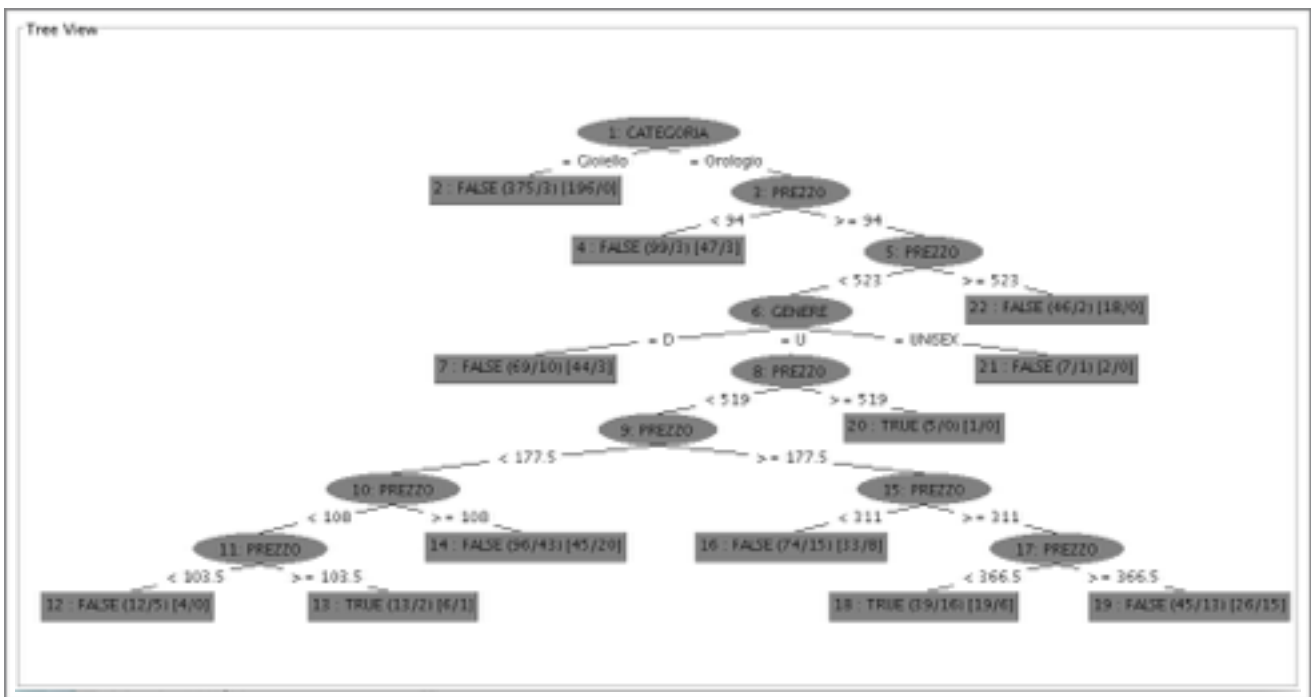 Tree View
1: CATEGORIA
= Gioiello
= Orologio
2 : FALSE (375/3) [196/0]
3: PREZZO
< 94
>= 94
4 : FALSE (99/3) [47/3]
5: PREZZO
< 523
>= 523
6: GENERE
22 : FALSE (46/2) [18/0]
= D
= U
= UNISEX
7 : FALSE (69/10) [44/3]
8: PREZZO
21 : FALSE (7/1) [2/0]
< 519
>= 519
9: PREZZO
20 : TRUE (5/0) [1/0]
< 177.5
>= 177.5
10: PREZZO
15: PREZZO
< 108
>= 108
< 311
>= 311
11: PREZZO
14 : FALSE (96/43) [45/20]
16 : FALSE (74/15) [33/8]
17: PREZZO
< 103.5
>= 103.5
< 366.5
>= 366.5
12 : FALSE (12/5) [4/0]
13 : TRUE (13/2) [6/1]
18 : TRUE (39/16) [19/6]
19 : FALSE (45/13) [26/15]